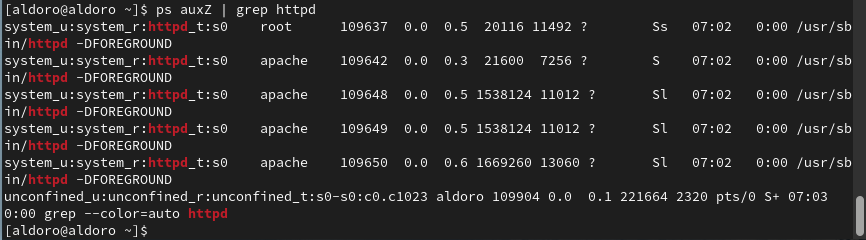 [aldoro@aldoro ~]$ ps auxZ | grep httpd
system_u:system_r:httpd_t:s0    root      109637  0.0  0.5  20116 11492 ?        Ss   07:02   0:00 /usr/sb
in/httpd -DFOREGROUND
system_u:system_r:httpd_t:s0    apache    109642  0.0  0.3  21600  7256 ?        S    07:02   0:00 /usr/sb
in/httpd -DFOREGROUND
system_u:system_r:httpd_t:s0    apache    109648  0.0  0.5 1538124 11012 ?       Sl   07:02   0:00 /usr/sb
in/httpd -DFOREGROUND
system_u:system_r:httpd_t:s0    apache    109649  0.0  0.5 1538124 11012 ?       Sl   07:02   0:00 /usr/sb
in/httpd -DFOREGROUND
system_u:system_r:httpd_t:s0    apache    109650  0.0  0.6 1669260 13060 ?       Sl   07:02   0:00 /usr/sb
in/httpd -DFOREGROUND
unconfined_u:unconfined_r:unconfined_t:s0-s0:c0.c1023 aldoro 109904 0.0  0.1 221664 2320 pts/0 S+ 07:03
0:00 grep --color=auto httpd
[aldoro@aldoro ~]$